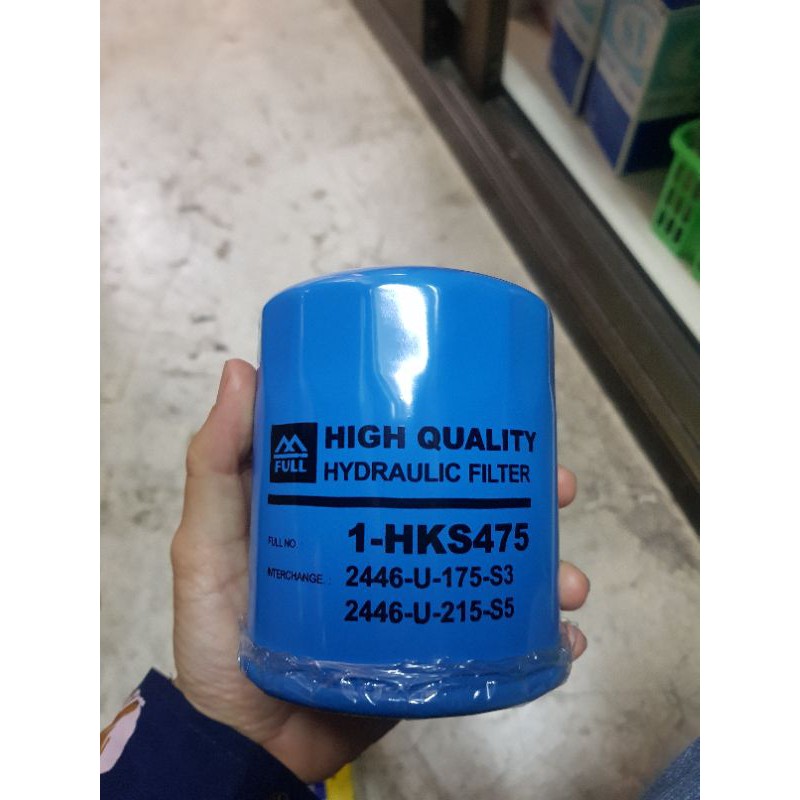 FULL
HIGH QUALITY
HYDRAULIC FILTER
FULL NO
1-HKS475
INTERCHANGE :
2446-U-175-S3
2446-U-215-S5